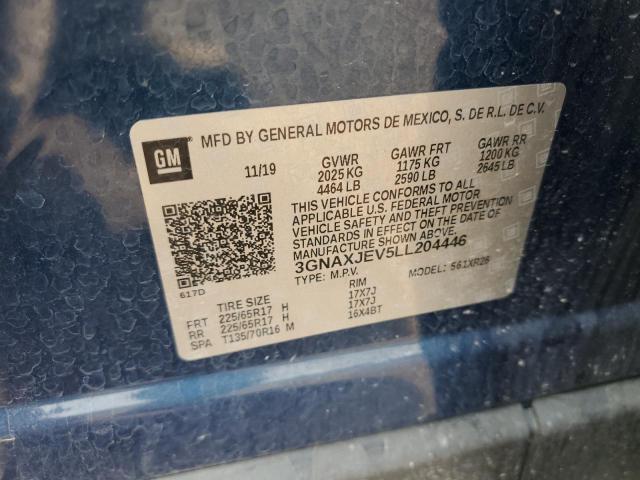 GM
MFD BY GENERAL MOTORS DE MEXICO, S. DE R.L. DE C.V.
11/19 GVWR GAWR FRT GAWR RR
2025 KG 1175 KG 1200 KG
4464 LB 2590 LB 2645 LB
THIS VEHICLE CONFORMS TO ALL
APPLICABLE U.S. FEDERAL MOTOR
VEHICLE SAFETY AND THEFT PREVENTION
STANDARDS IN EFFECT ON THE DATE OF
MANUFACTURE SHOWN ABOVE.
3GNAXJEV5LL204446
TYPE: M.P.V. MODEL: 561XR26
617D
TIRE SIZE RIM
FRT 225/65R17 H 17X7J
RR 225/65R17 H 17X7J
SPA T135/70R16 M 16X4BT